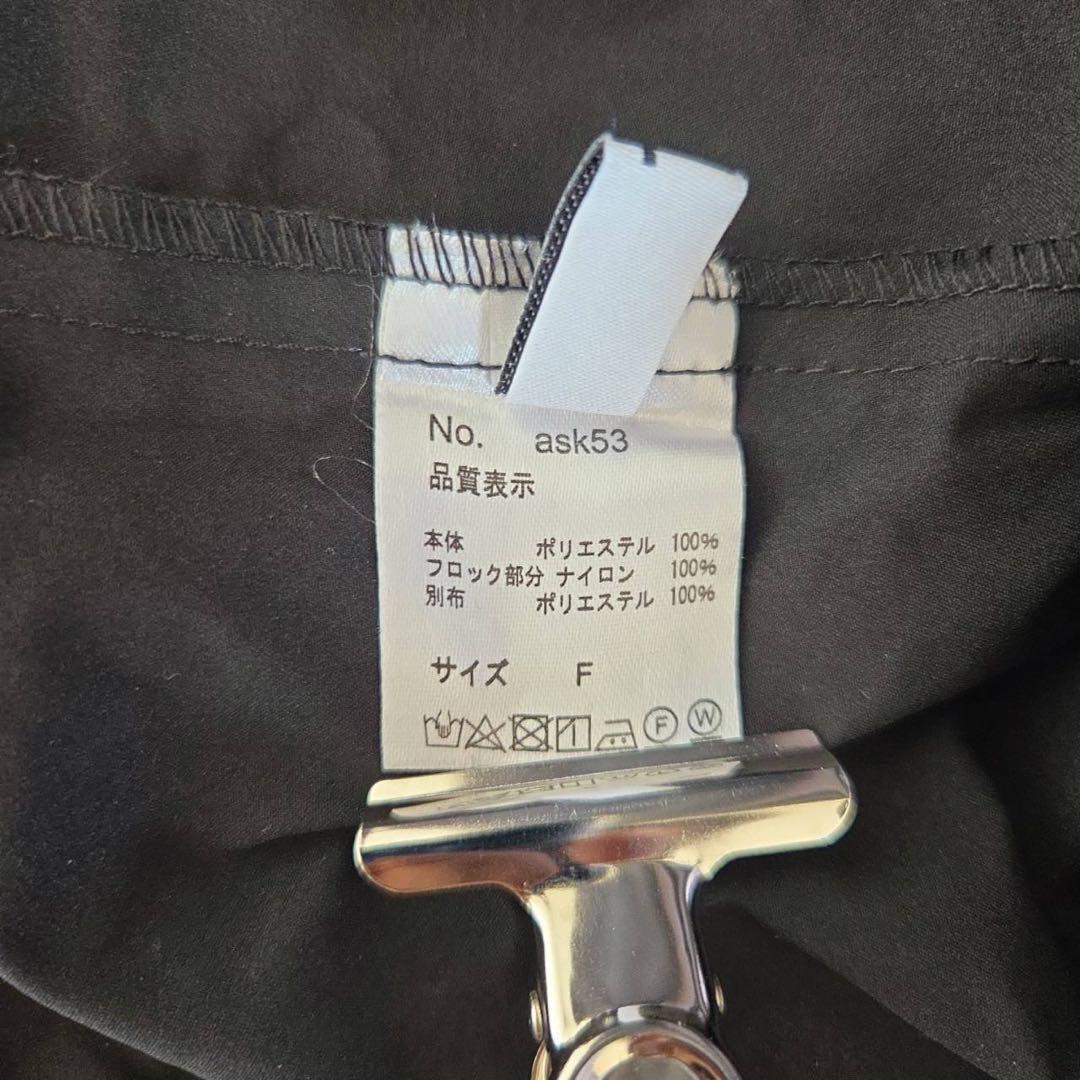 No. ask53
品質表示
本体 ポリエステル 100%
フロック部分 ナイロン 100%
別布 ポリエステル 100%
サイズ F
F W